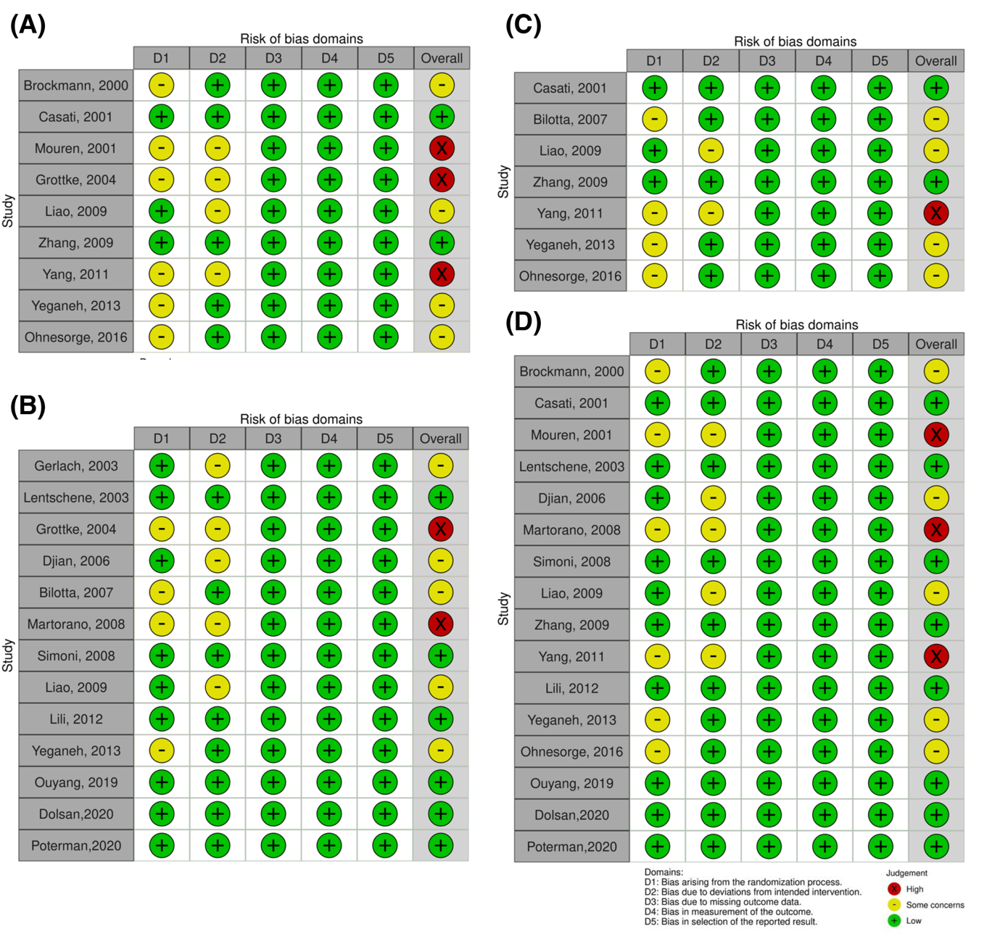 (A)
Risk of bias domains
D1 D2 D3 D4 D5 Overall
Study
Brockmann, 2000 - + + + + -
Casati, 2001 + + + + + +
Mouren, 2001 - - + + + X
Grottke, 2004 - - + + + X
Liao, 2009 + - + + + -
Zhang, 2009 + + + + + +
Yang, 2011 - - + + + X
Yeganeh, 2013 - + + + + -
Ohnesorge, 2016 - + + + + -
(B)
Risk of bias domains
D1 D2 D3 D4 D5 Overall
Study
Gerlach, 2003 + - + + + -
Lentschene, 2003 + + + + + +
Grottke, 2004 - - + + + X
Djian, 2006 + - + + + -
Bilotta, 2007 - + + + + -
Martorano, 2008 - - + + + X
Simoni, 2008 + + + + + +
Liao, 2009 + - + + + -
Lili, 2012 + + + + + +
Yeganeh, 2013 - + + + + -
Ouyang, 2019 + + + + + +
Dolsan,2020 + + + + + +
Poterman,2020 + + + + + +
(C)
Risk of bias domains
D1 D2 D3 D4 D5 Overall
Study
Casati, 2001 + + + + + +
Bilotta, 2007 - + + + + -
Liao, 2009 + - + + + -
Zhang, 2009 + + + + + +
Yang, 2011 - - + + + X
Yeganeh, 2013 - + + + + -
Ohnesorge, 2016 - + + + + -
(D)
Risk of bias domains
D1 D2 D3 D4 D5 Overall
Study
Brockmann, 2000 - + + + + -
Casati, 2001 + + + + + +
Mouren, 2001 - - + + + X
Lentschene, 2003 + + + + + +
Djian, 2006 + - + + + -
Martorano, 2008 - - + + + X
Simoni, 2008 + + + + + +
Liao, 2009 + - + + + -
Zhang, 2009 + + + + + +
Yang, 2011 - - + + + X
Lili, 2012 + + + + + +
Yeganeh, 2013 - + + + + -
Ohnesorge, 2016 - + + + + -
Ouyang, 2019 + + + + + +
Dolsan,2020 + + + + + +
Poterman,2020 + + + + + +
Domains:
D1: Bias arising from the randomization process.
D2: Bias due to deviations from intended intervention.
D3: Bias due to missing outcome data.
D4: Bias in measurement of the outcome.
D5: Bias in selection of the reported result.
Judgement
X High
- Some concerns
+ Low